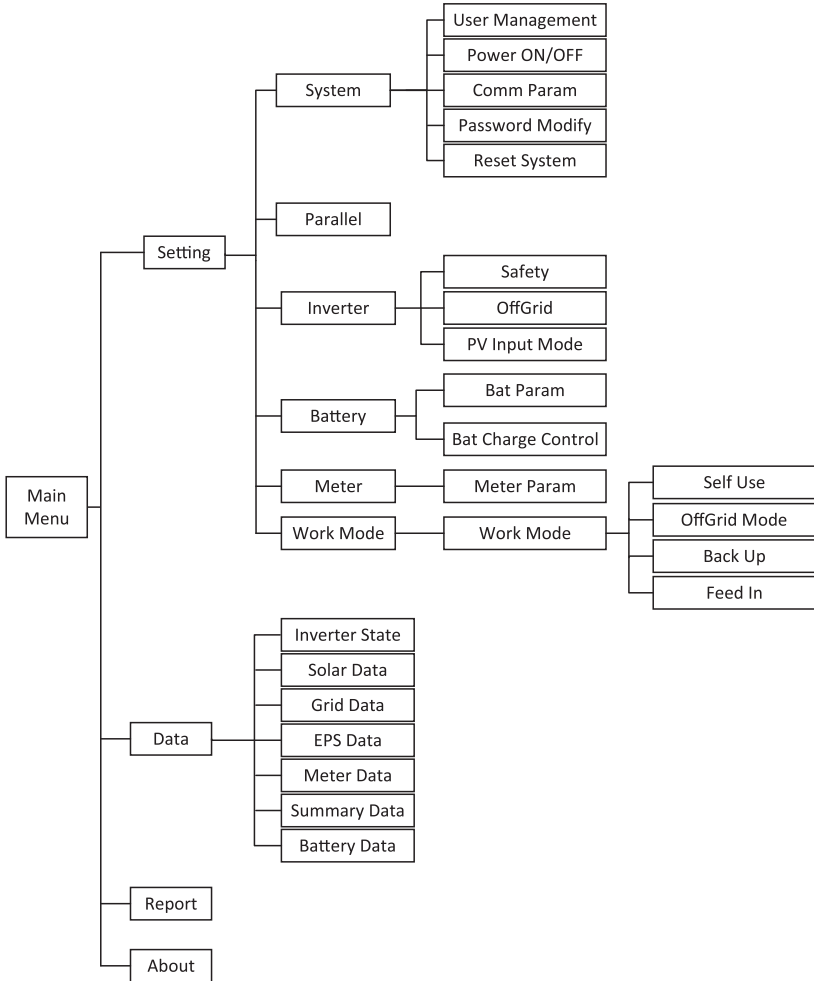 User Management
Power ON/OFF
System
Comm Param
Password Modify
Reset System
Parallel
Setting
Safety
Inverter
OffGrid
PV Input Mode
Bat Param
Battery
Bat Charge Control
Main
Menu
Meter
Meter Param
Self Use
Work Mode
Work Mode
OffGrid Mode
Back Up
Feed In
Inverter State
Solar Data
Grid Data
Data
EPS Data
Meter Data
Summary Data
Battery Data
Report
About